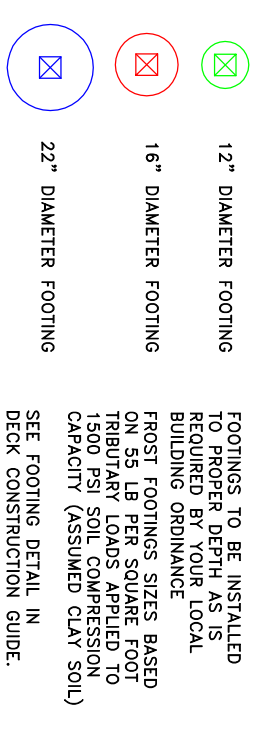 12" DIAMETER FOOTING
16" DIAMETER FOOTING
22" DIAMETER FOOTING
FOOTINGS TO BE INSTALLED
TO PROPER DEPTH AS IS
REQUIRED BY YOUR LOCAL
BUILDING ORDINANCE
FROST FOOTINGS SIZES BASED
ON 55 LB PER SQUARE FOOT
TRIBUTARY LOADS APPLIED TO
1500 PSI SOIL COMPRESSION
CAPACITY (ASSUMED CLAY SOIL)
SEE FOOTING DETAIL IN
DECK CONSTRUCTION GUIDE.